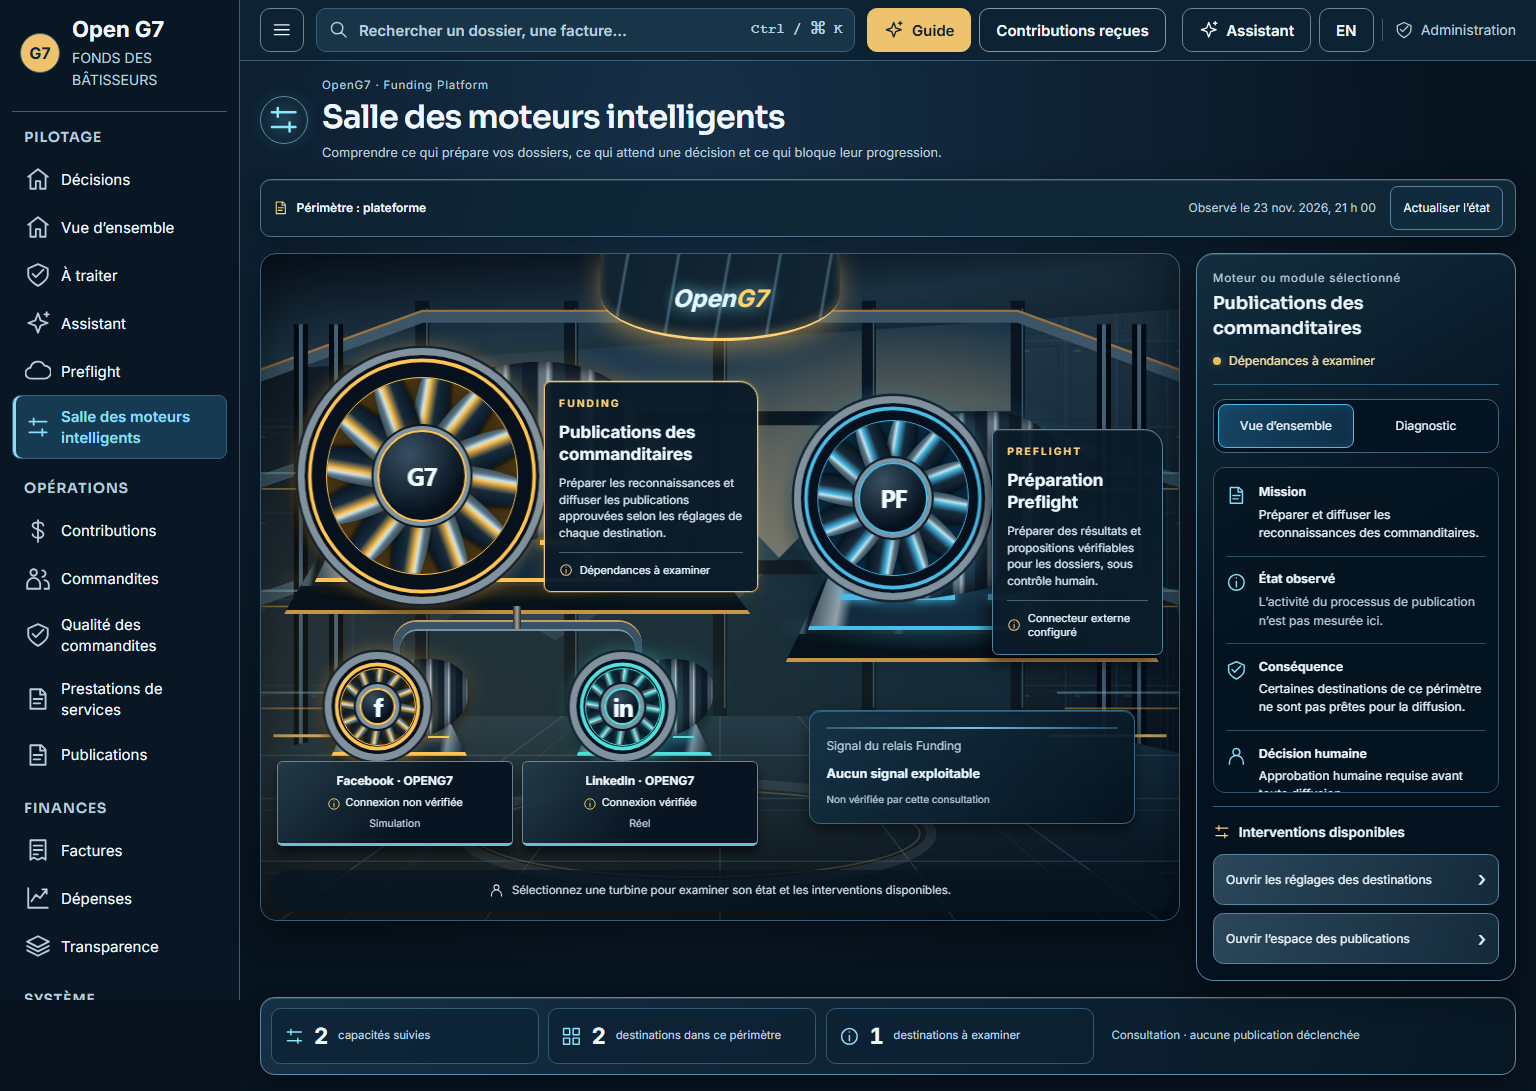 G7
Open G7
FONDS DES
BÂTISSEURS
PILOTAGE
Décisions
Vue d’ensemble
À traiter
Assistant
Preflight
Salle des moteurs
intelligents
OPÉRATIONS
Contributions
Commandites
Qualité des
commandites
Prestations de
services
Publications
FINANCES
Factures
Dépenses
Transparence
SYSTÈME
Rechercher un dossier, une facture...
Ctrl / ⌘ K
Guide
Contributions reçues
Assistant
EN
Administration
OpenG7 · Funding Platform
Salle des moteurs intelligents
Comprendre ce qui prépare vos dossiers, ce qui attend une décision et ce qui bloque leur progression.
Périmètre : plateforme
Observé le 23 nov. 2026, 21 h 00
Actualiser l’état
OpenG7
G7
FUNDING
Publications des
commanditaires
Préparer les reconnaissances et
diffuser les publications
approuvées selon les réglages de
chaque destination.
Dépendances à examiner
PF
PREFLIGHT
Préparation
Preflight
Préparer des résultats et
propositions vérifiables
pour les dossiers, sous
contrôle humain.
Connecteur externe
configuré
f
Facebook · OPENG7
Connexion non vérifiée
Simulation
in
LinkedIn · OPENG7
Connexion vérifiée
Réel
Signal du relais Funding
Aucun signal exploitable
Non vérifiée par cette consultation
Sélectionnez une turbine pour examiner son état et les interventions disponibles.
Moteur ou module sélectionné
Publications des
commanditaires
Dépendances à examiner
Vue d’ensemble
Diagnostic
Mission
Préparer et diffuser les
reconnaissances des commanditaires.
État observé
L’activité du processus de publication
n’est pas mesurée ici.
Conséquence
Certaines destinations de ce périmètre
ne sont pas prêtes pour la diffusion.
Décision humaine
Approbation humaine requise avant
toute diffusion.
Interventions disponibles
Ouvrir les réglages des destinations
Ouvrir l’espace des publications
2 capacités suivies
2 destinations dans ce périmètre
1 destinations à examiner
Consultation · aucune publication déclenchée